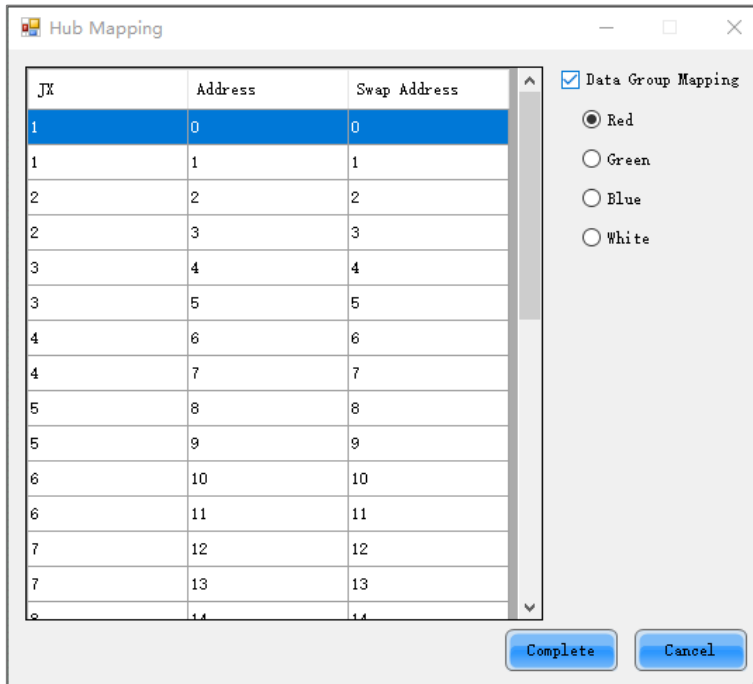 Hub Mapping
JX Address Swap Address
1 0 0
1 1 1
2 2 2
2 3 3
3 4 4
3 5 5
4 6 6
4 7 7
5 8 8
5 9 9
6 10 10
6 11 11
7 12 12
7 13 13
8 14 14
Data Group Mapping
Red
Green
Blue
White
Complete Cancel